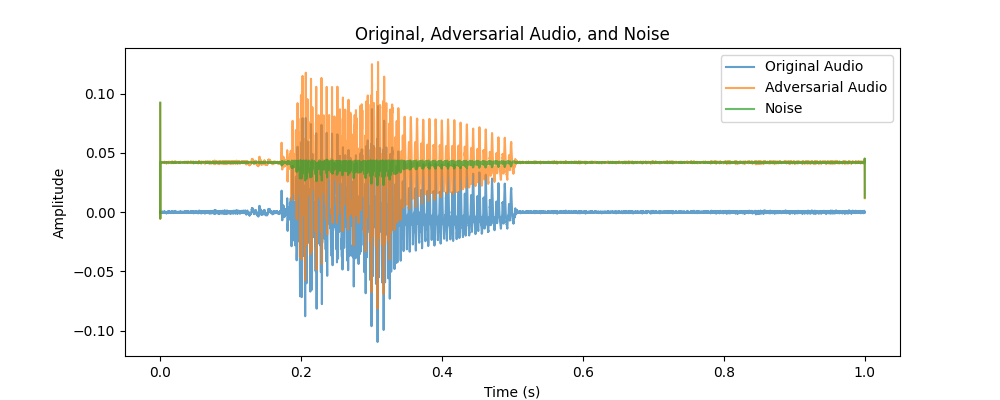 Original, Adversarial Audio, and Noise
Original Audio
Adversarial Audio
Noise
Amplitude
0.10
0.05
0.00
−0.05
−0.10
0.0
0.2
0.4
0.6
0.8
1.0
Time (s)